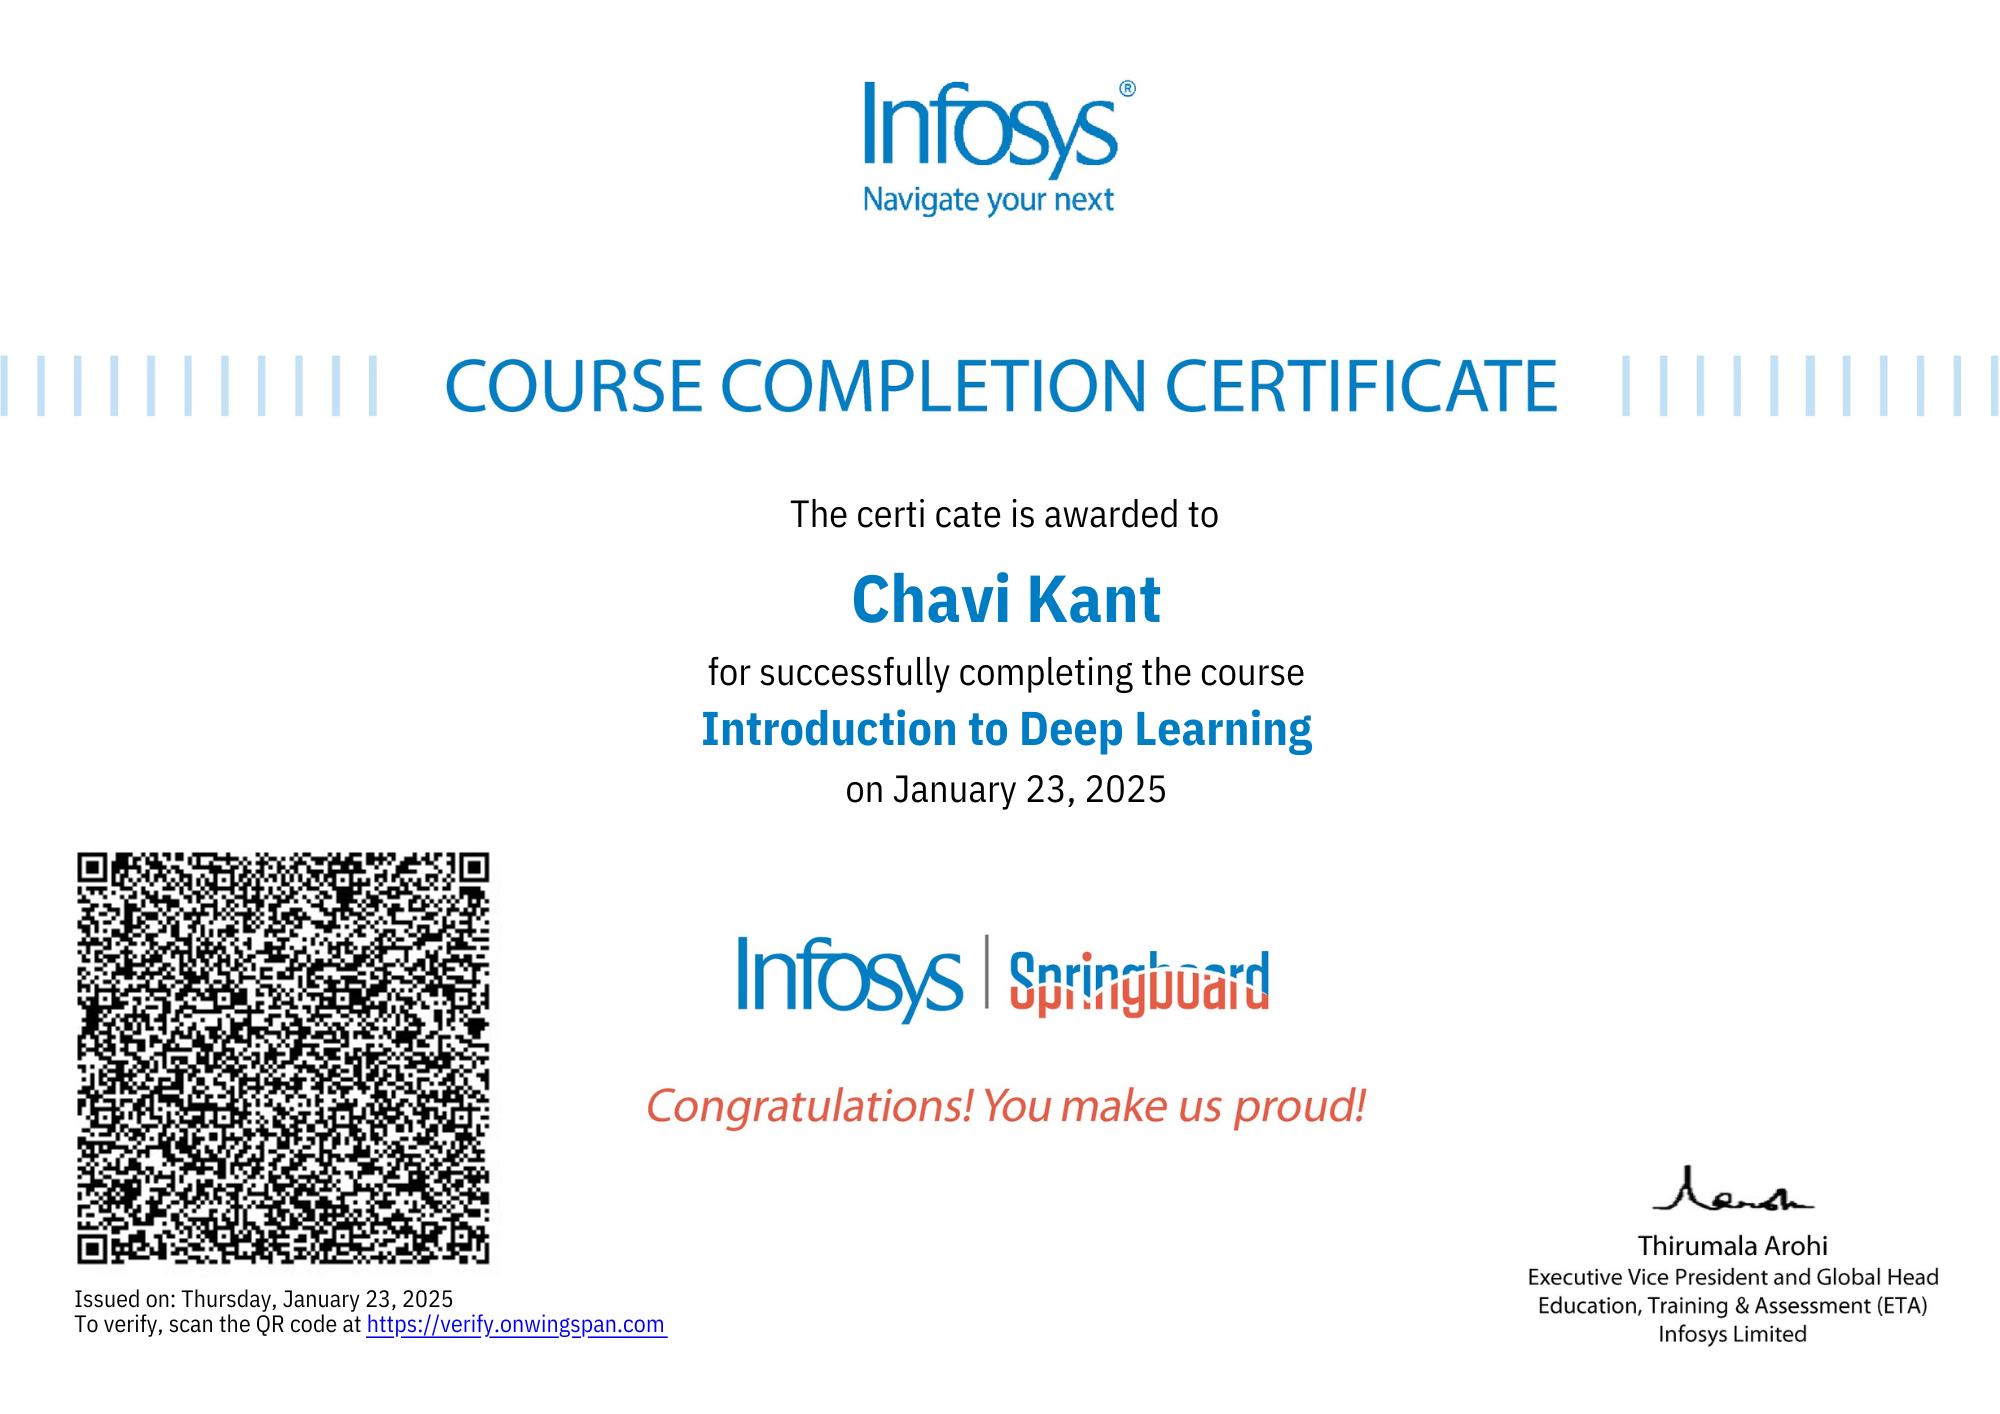 Infosys®
Navigate your next
COURSE COMPLETION CERTIFICATE
The certi cate is awarded to
Chavi Kant
for successfully completing the course
Introduction to Deep Learning
on January 23, 2025
Infosys | Springboard
Congratulations! You make us proud!
Thirumala Arohi
Executive Vice President and Global Head
Education, Training & Assessment (ETA)
Infosys Limited
Issued on: Thursday, January 23, 2025
To verify, scan the QR code at https://verify.onwingspan.com